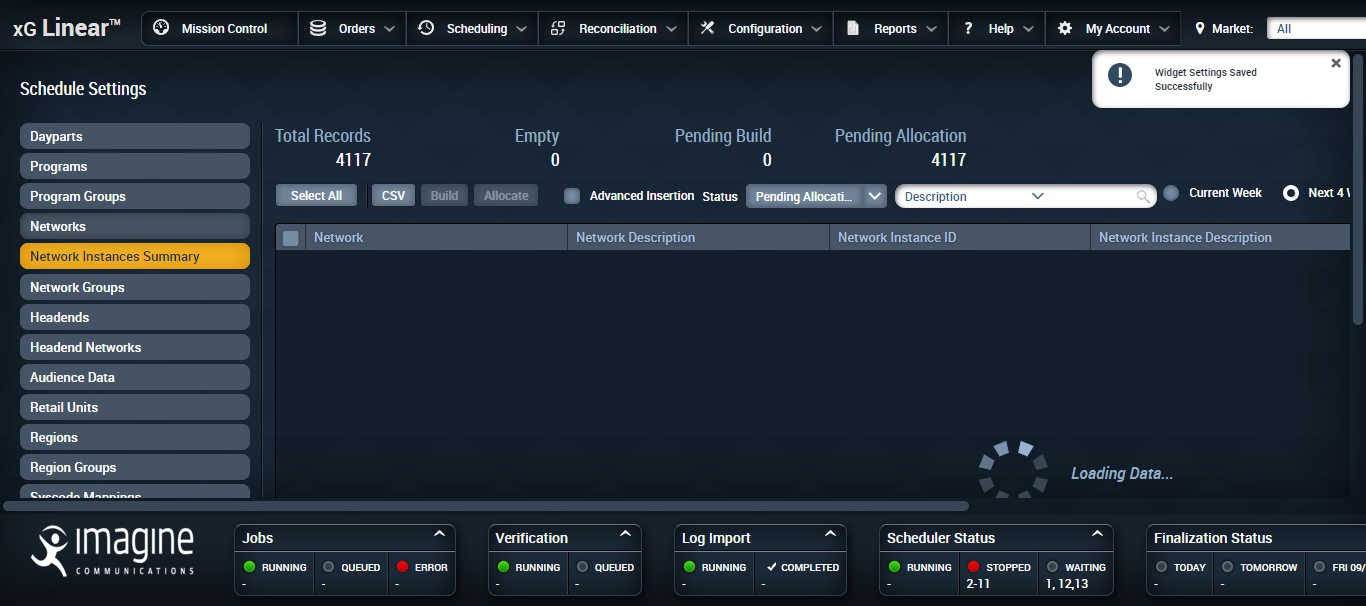 xG Linear™
Mission Control
Orders
Scheduling
Reconciliation
Configuration
Reports
? Help
My Account
Market:
All
Widget Settings Saved
Successfully
Schedule Settings
Dayparts
Programs
Program Groups
Networks
Network Instances Summary
Network Groups
Headends
Headend Networks
Audience Data
Retail Units
Regions
Region Groups
Syscode Mappings
Total Records
4117
Empty
0
Pending Build
0
Pending Allocation
4117
Select All
CSV
Build
Allocate
Advanced Insertion
Status
Pending Allocati...
Description
Current Week
Next 4
Network
Network Description
Network Instance ID
Network Instance Description
Loading Data...
imagine
COMMUNICATIONS
Jobs
RUNNING
-
QUEUED
-
ERROR
-
Verification
RUNNING
-
QUEUED
-
Log Import
RUNNING
-
COMPLETED
-
Scheduler Status
RUNNING
-
STOPPED
2-11
WAITING
1, 12,13
Finalization Status
TODAY
-
TOMORROW
-
FRI 09/
-